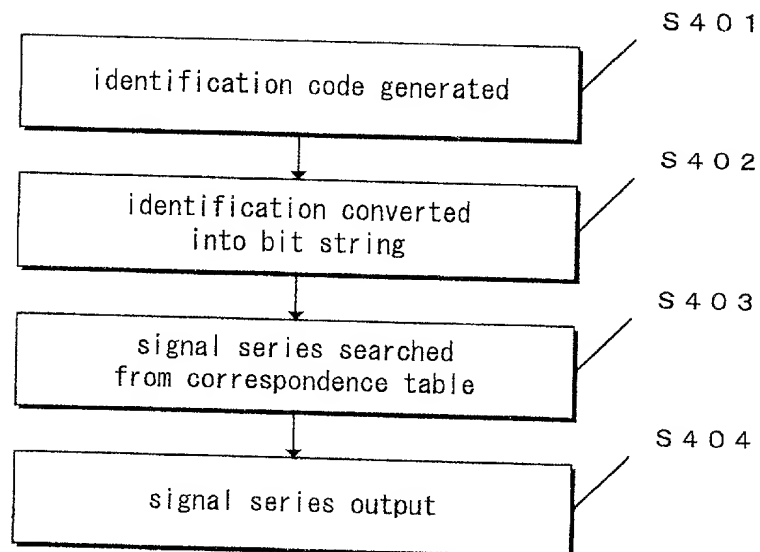 S401
identification code generated
S402
identification converted
into bit string
S403
signal series searched
from correspondence table
S404
signal series output